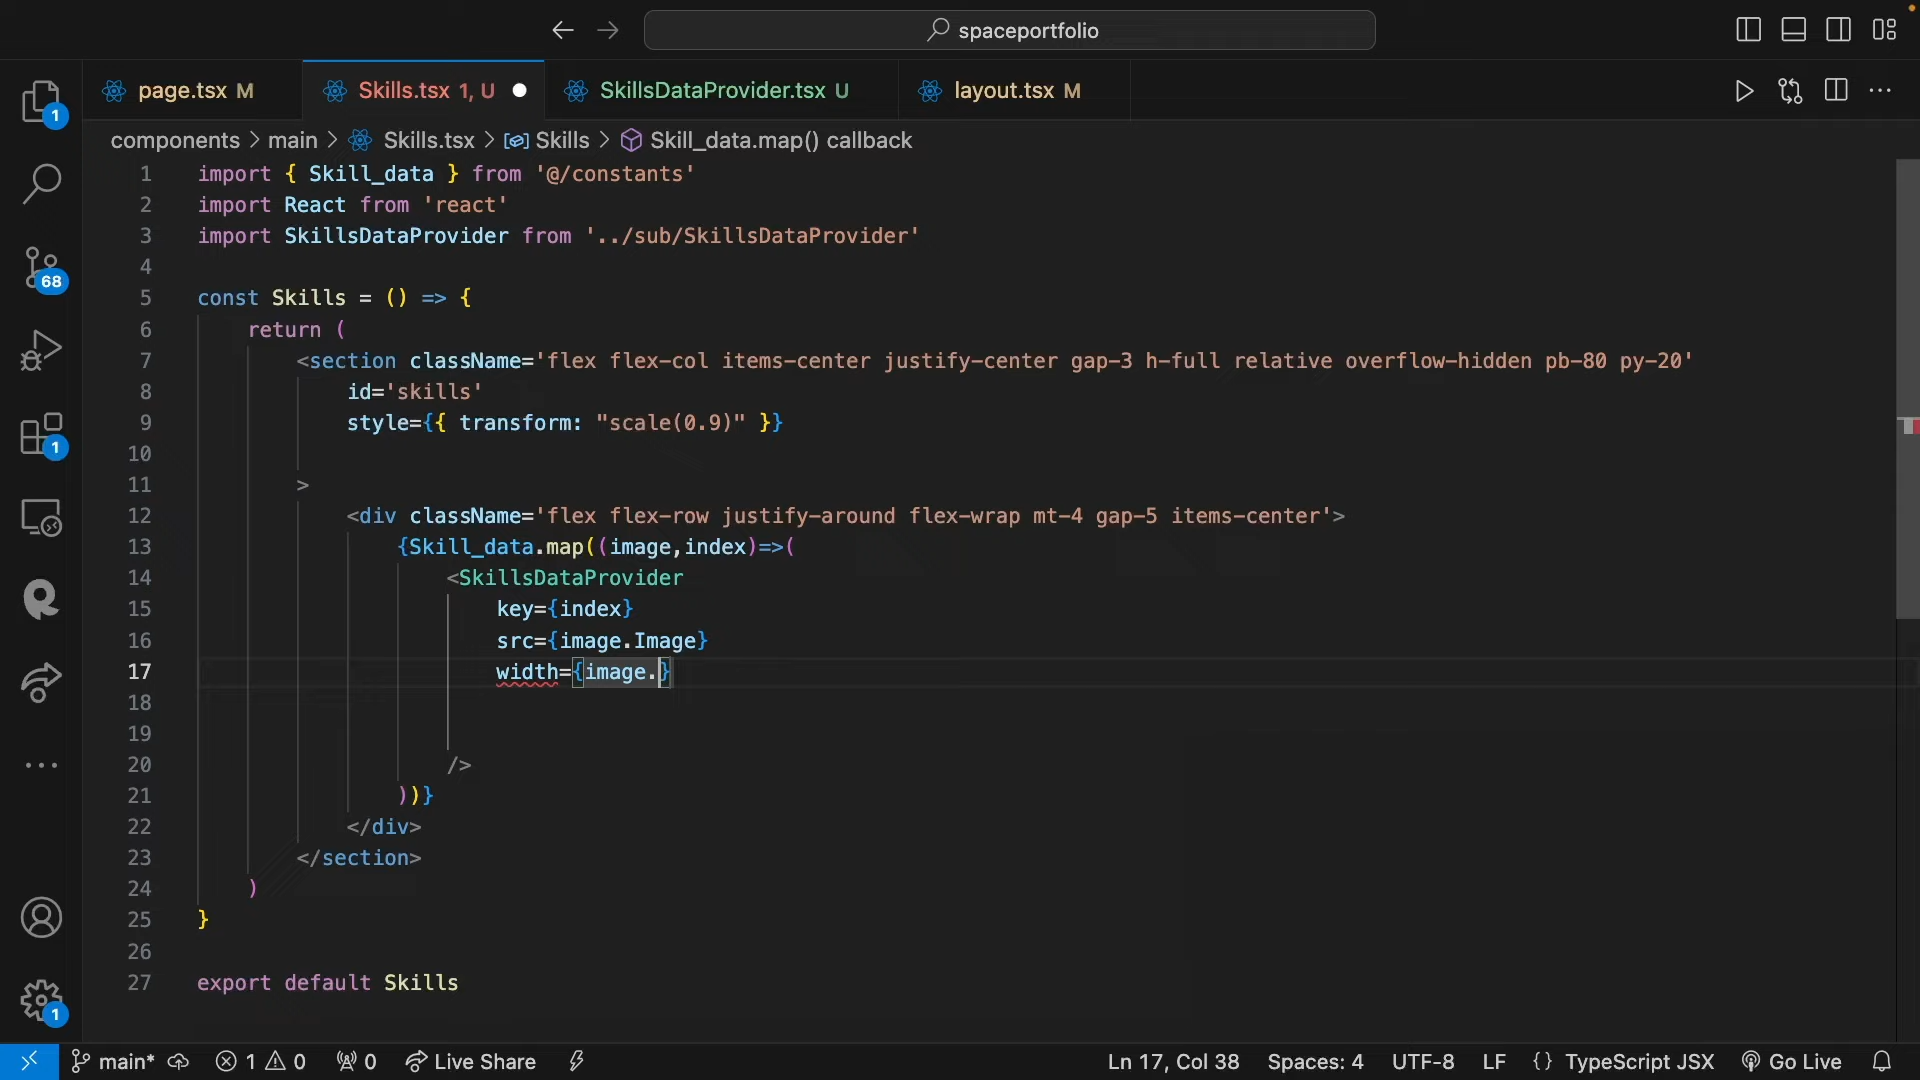 spaceportfolio
page.tsx M
Skills.tsx 1, U
SkillsDataProvider.tsx U
layout.tsx M
components > main > Skills.tsx > Skills > Skill_data.map() callback
1 import { Skill_data } from '@/constants'
2 import React from 'react'
3 import SkillsDataProvider from '../sub/SkillsDataProvider'
4
5 const Skills = () => {
6 return (
7 <section className='flex flex-col items-center justify-center gap-3 h-full relative overflow-hidden pb-80 py-20'
8 id='skills'
9 style={{ transform: "scale(0.9)" }}
10
11 >
12 <div className='flex flex-row justify-around flex-wrap mt-4 gap-5 items-center'>
13 {Skill_data.map((image,index)=>(
14 <SkillsDataProvider
15 key={index}
16 src={image.Image}
17 width={image.}
18
19
20 />
21 ))}
22 </div>
23 </section>
24 )
25 }
26
27 export default Skills
1
68
1
1
main* 1 0 0 Live Share Ln 17, Col 38 Spaces: 4 UTF-8 LF {} TypeScript JSX Go Live